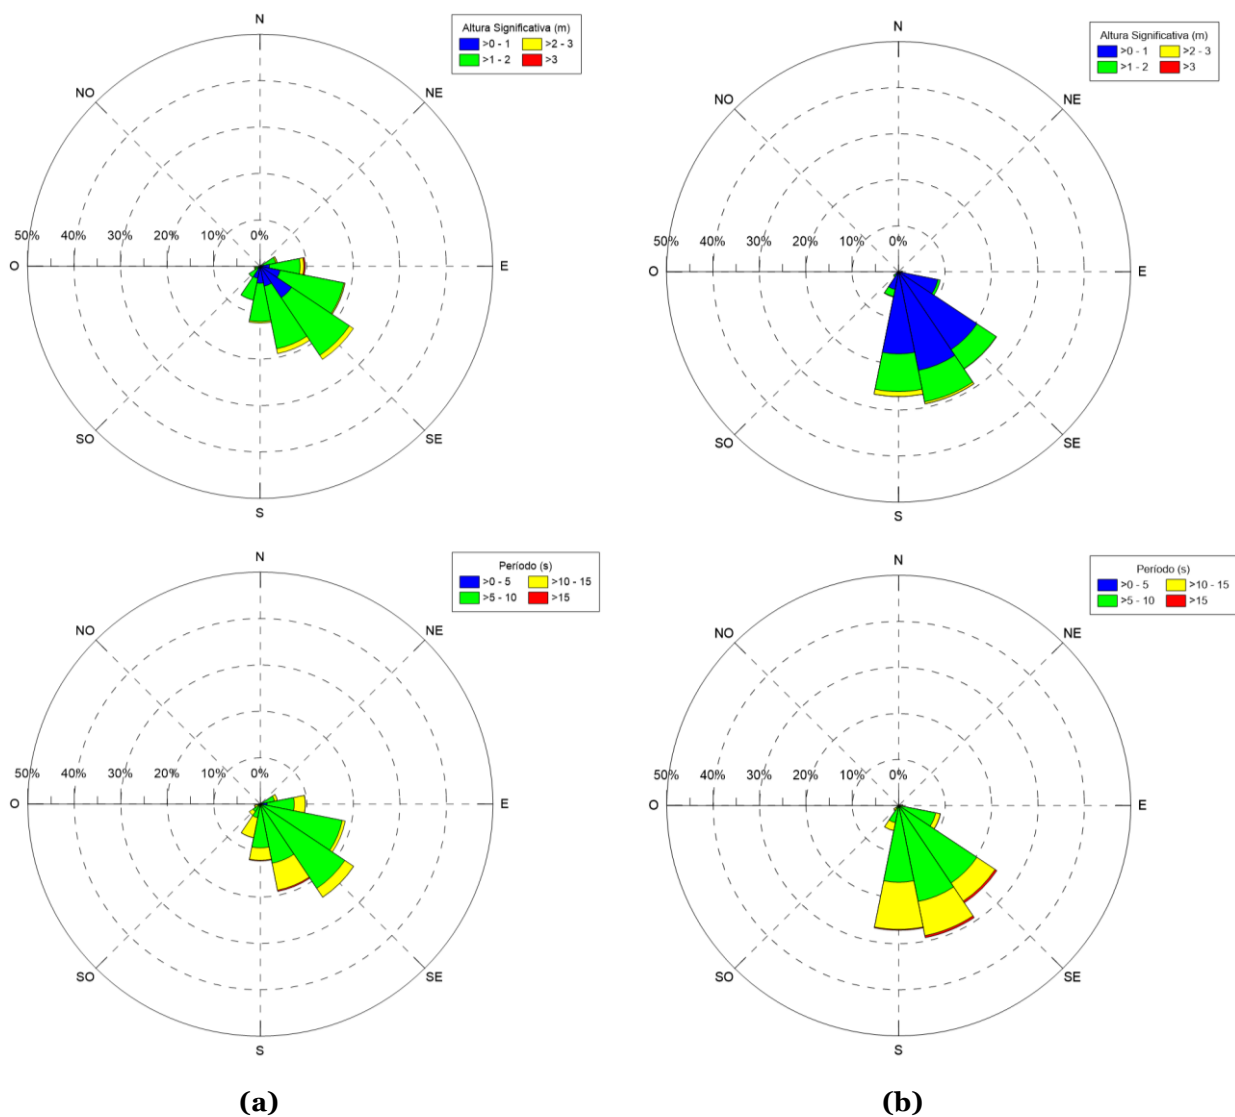 N
Altura Significativa (m)
>0 - 1 >2 - 3
>1 - 2 >3
NO NE
50% 40% 30% 20% 10% 0%
O E
SO SE
S
N
Altura Significativa (m)
>0 - 1 >2 - 3
>1 - 2 >3
NO NE
50% 40% 30% 20% 10% 0%
O E
SO SE
S
N
Período (s)
>0 - 5 >10 - 15
>5 - 10 >15
NO NE
50% 40% 30% 20% 10% 0%
O E
SO SE
S
N
Período (s)
>0 - 5 >10 - 15
>5 - 10 >15
NO NE
50% 40% 30% 20% 10% 0%
O E
SO SE
S
(a) (b)